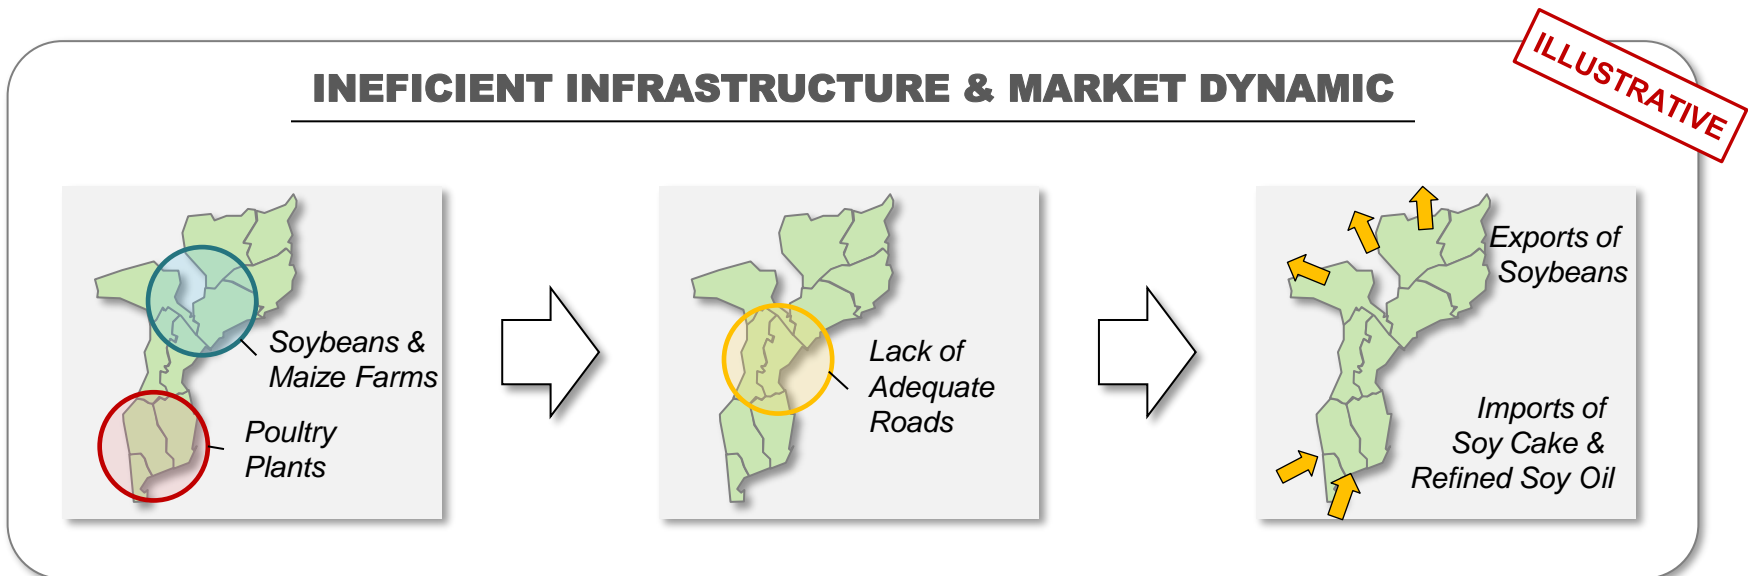 ILLUSTRATIVE
INEFICIENT INFRASTRUCTURE & MARKET DYNAMIC
Soybeans &
Maize Farms
Poultry
Plants
Lack of
Adequate
Roads
Exports of
Soybeans
Imports of
Soy Cake &
Refined Soy Oil